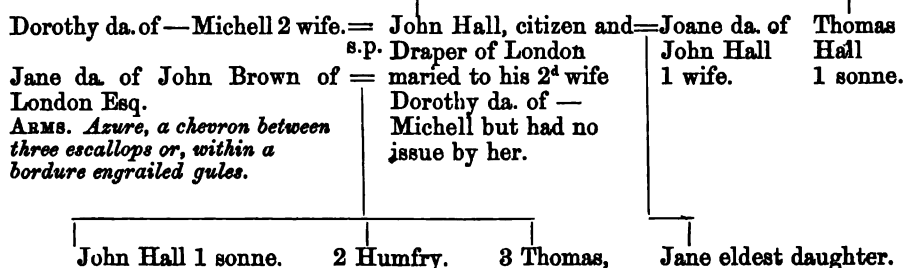 Dorothy da. of — Michell 2 wife. = John Hall, citizen and = Joane da. of Thomas
s.p. Draper of London John Hall Hall
Jane da. of John Brown of = maried to his 2d wife 1 wife. 1 sonne.
London Esq. Dorothy da. of —
ARMS. Azure, a chevron between Michell but had no
three escallops or, within a issue by her.
bordure engrailed gules.
John Hall 1 sonne. 2 Humfry. 3 Thomas, Jane eldest daughter.